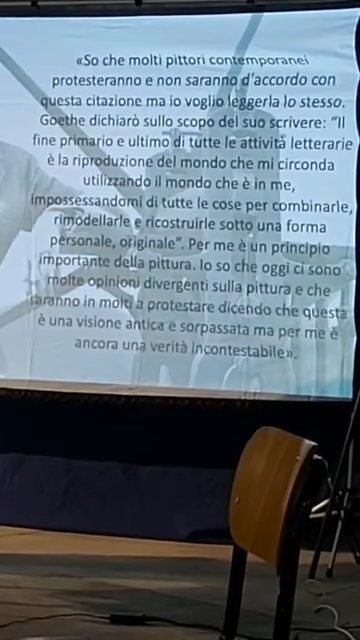 «So che molti pittori contemporanei
protesteranno e non saranno d'accordo con
questa citazione ma io voglio leggerla lo stesso.
Goethe dichiarò sullo scopo del suo scrivere: "Il
fine primario e ultimo di tutte le attività letterarie
è la riproduzione del mondo che mi circonda
utilizzando il mondo che è in me,
impossessandomi di tutte le cose per combinarle,
rimodellarle e ricostruirle sotto una forma
personale, originale". Per me è un principio
importante della pittura. Io so che oggi ci sono
molte opinioni divergenti sulla pittura e che
saranno in molti a protestare dicendo che questa
è una visione antica e sorpassata ma per me è
ancora una verità incontestabile».